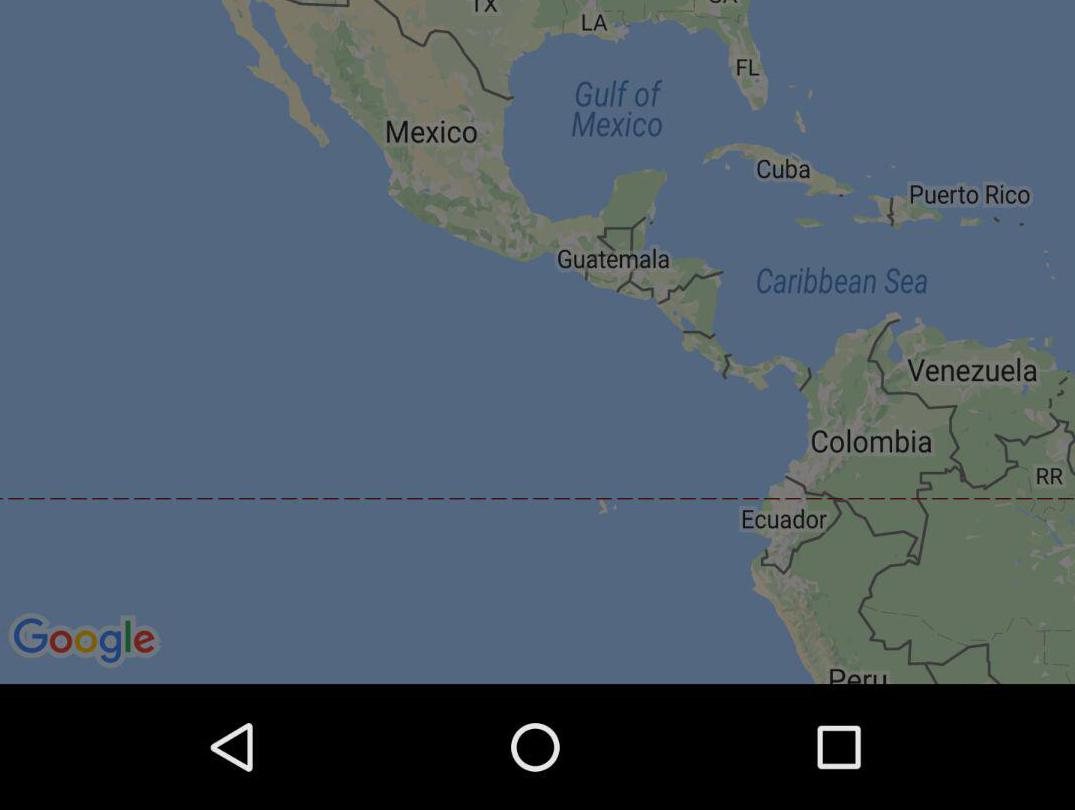 TX
LA
GA
FL
Gulf of
Mexico
Mexico
Cuba
Puerto Rico
Guatemala
Caribbean Sea
Venezuela
Colombia
RR
Ecuador
Google
Peru